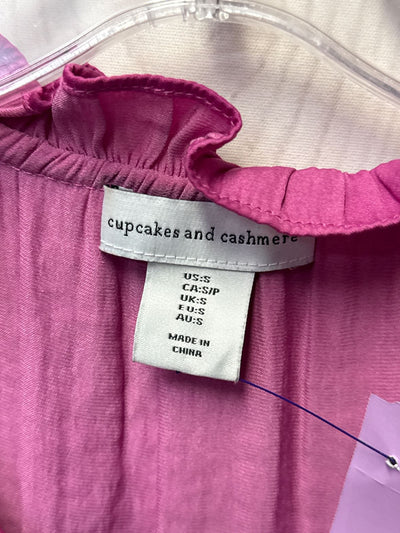 cupcakes and cashmere
US:S
CA:S/P
UK:S
EU:S
AU:S
MADE IN
CHINA